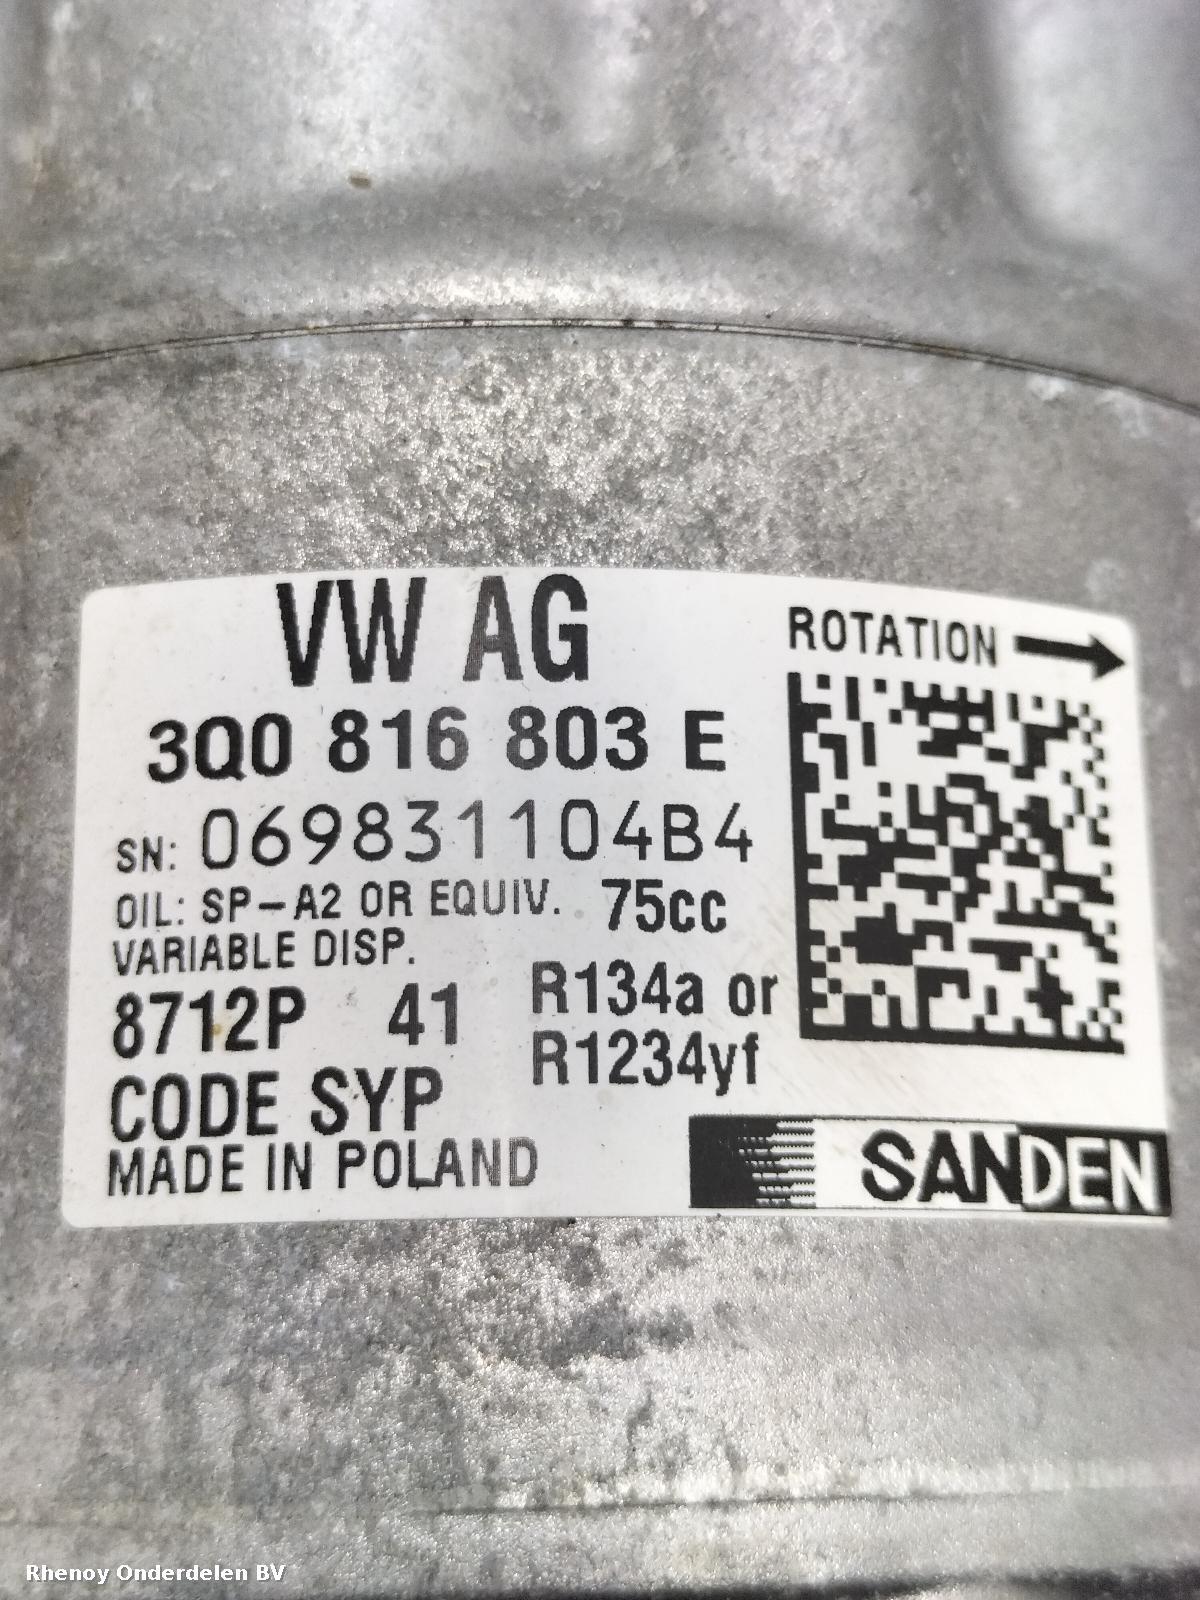 VW AG
ROTATION
3Q0 816 803 E
SN: 069831104B4
OIL: SP-A2 OR EQUIV. 75cc
VARIABLE DISP.
8712P 41 R134a or
R1234yf
CODE SYP
MADE IN POLAND
SANDEN
Rhenoy Onderdelen BV